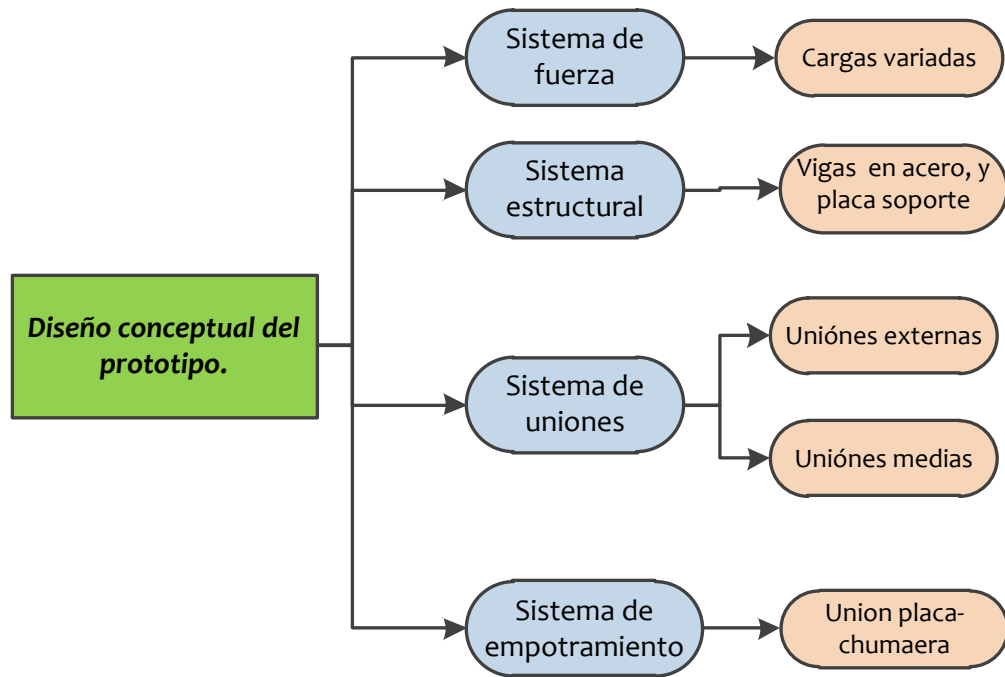 Sistema de
fuerza
Cargas variadas
Sistema
estructural
Vigas en acero, y
placa soporte
Diseño conceptual del
prototipo.
Sistema de
uniones
Uniónes externas
Uniónes medias
Sistema de
empotramiento
Union placa-
chumaera